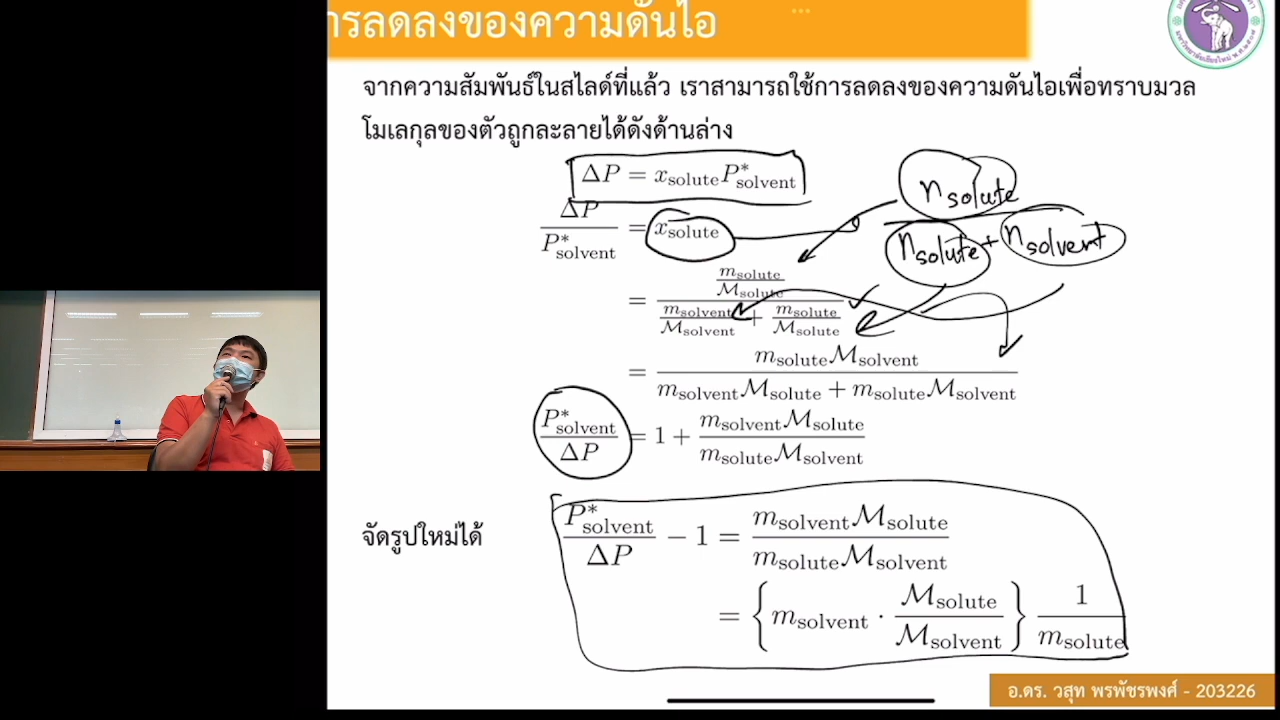 การลดลงของความดันไอ
จากความสัมพันธ์ในสไลด์ที่แล้ว เราสามารถใช้การลดลงของความดันไอเพื่อทราบมวล
โมเลกุลของตัวถูกละลายได้ดังด้านล่าง
ΔP = x_solute P*_solvent
ΔP / P*_solvent = x_solute
n_solute / (n_solute + n_solvent)
= (m_solute / ℳ_solute) / (m_solvent / ℳ_solvent + m_solute / ℳ_solute)
= m_solute ℳ_solvent / (m_solvent ℳ_solute + m_solute ℳ_solvent)
P*_solvent / ΔP = 1 + m_solvent ℳ_solute / (m_solute ℳ_solvent)
จัดรูปใหม่ได้
P*_solvent / ΔP − 1 = m_solvent ℳ_solute / (m_solute ℳ_solvent)
= { m_solvent · ℳ_solute / ℳ_solvent } 1 / m_solute
อ.ดร. วสุท พรพัชรพงศ์ - 203226